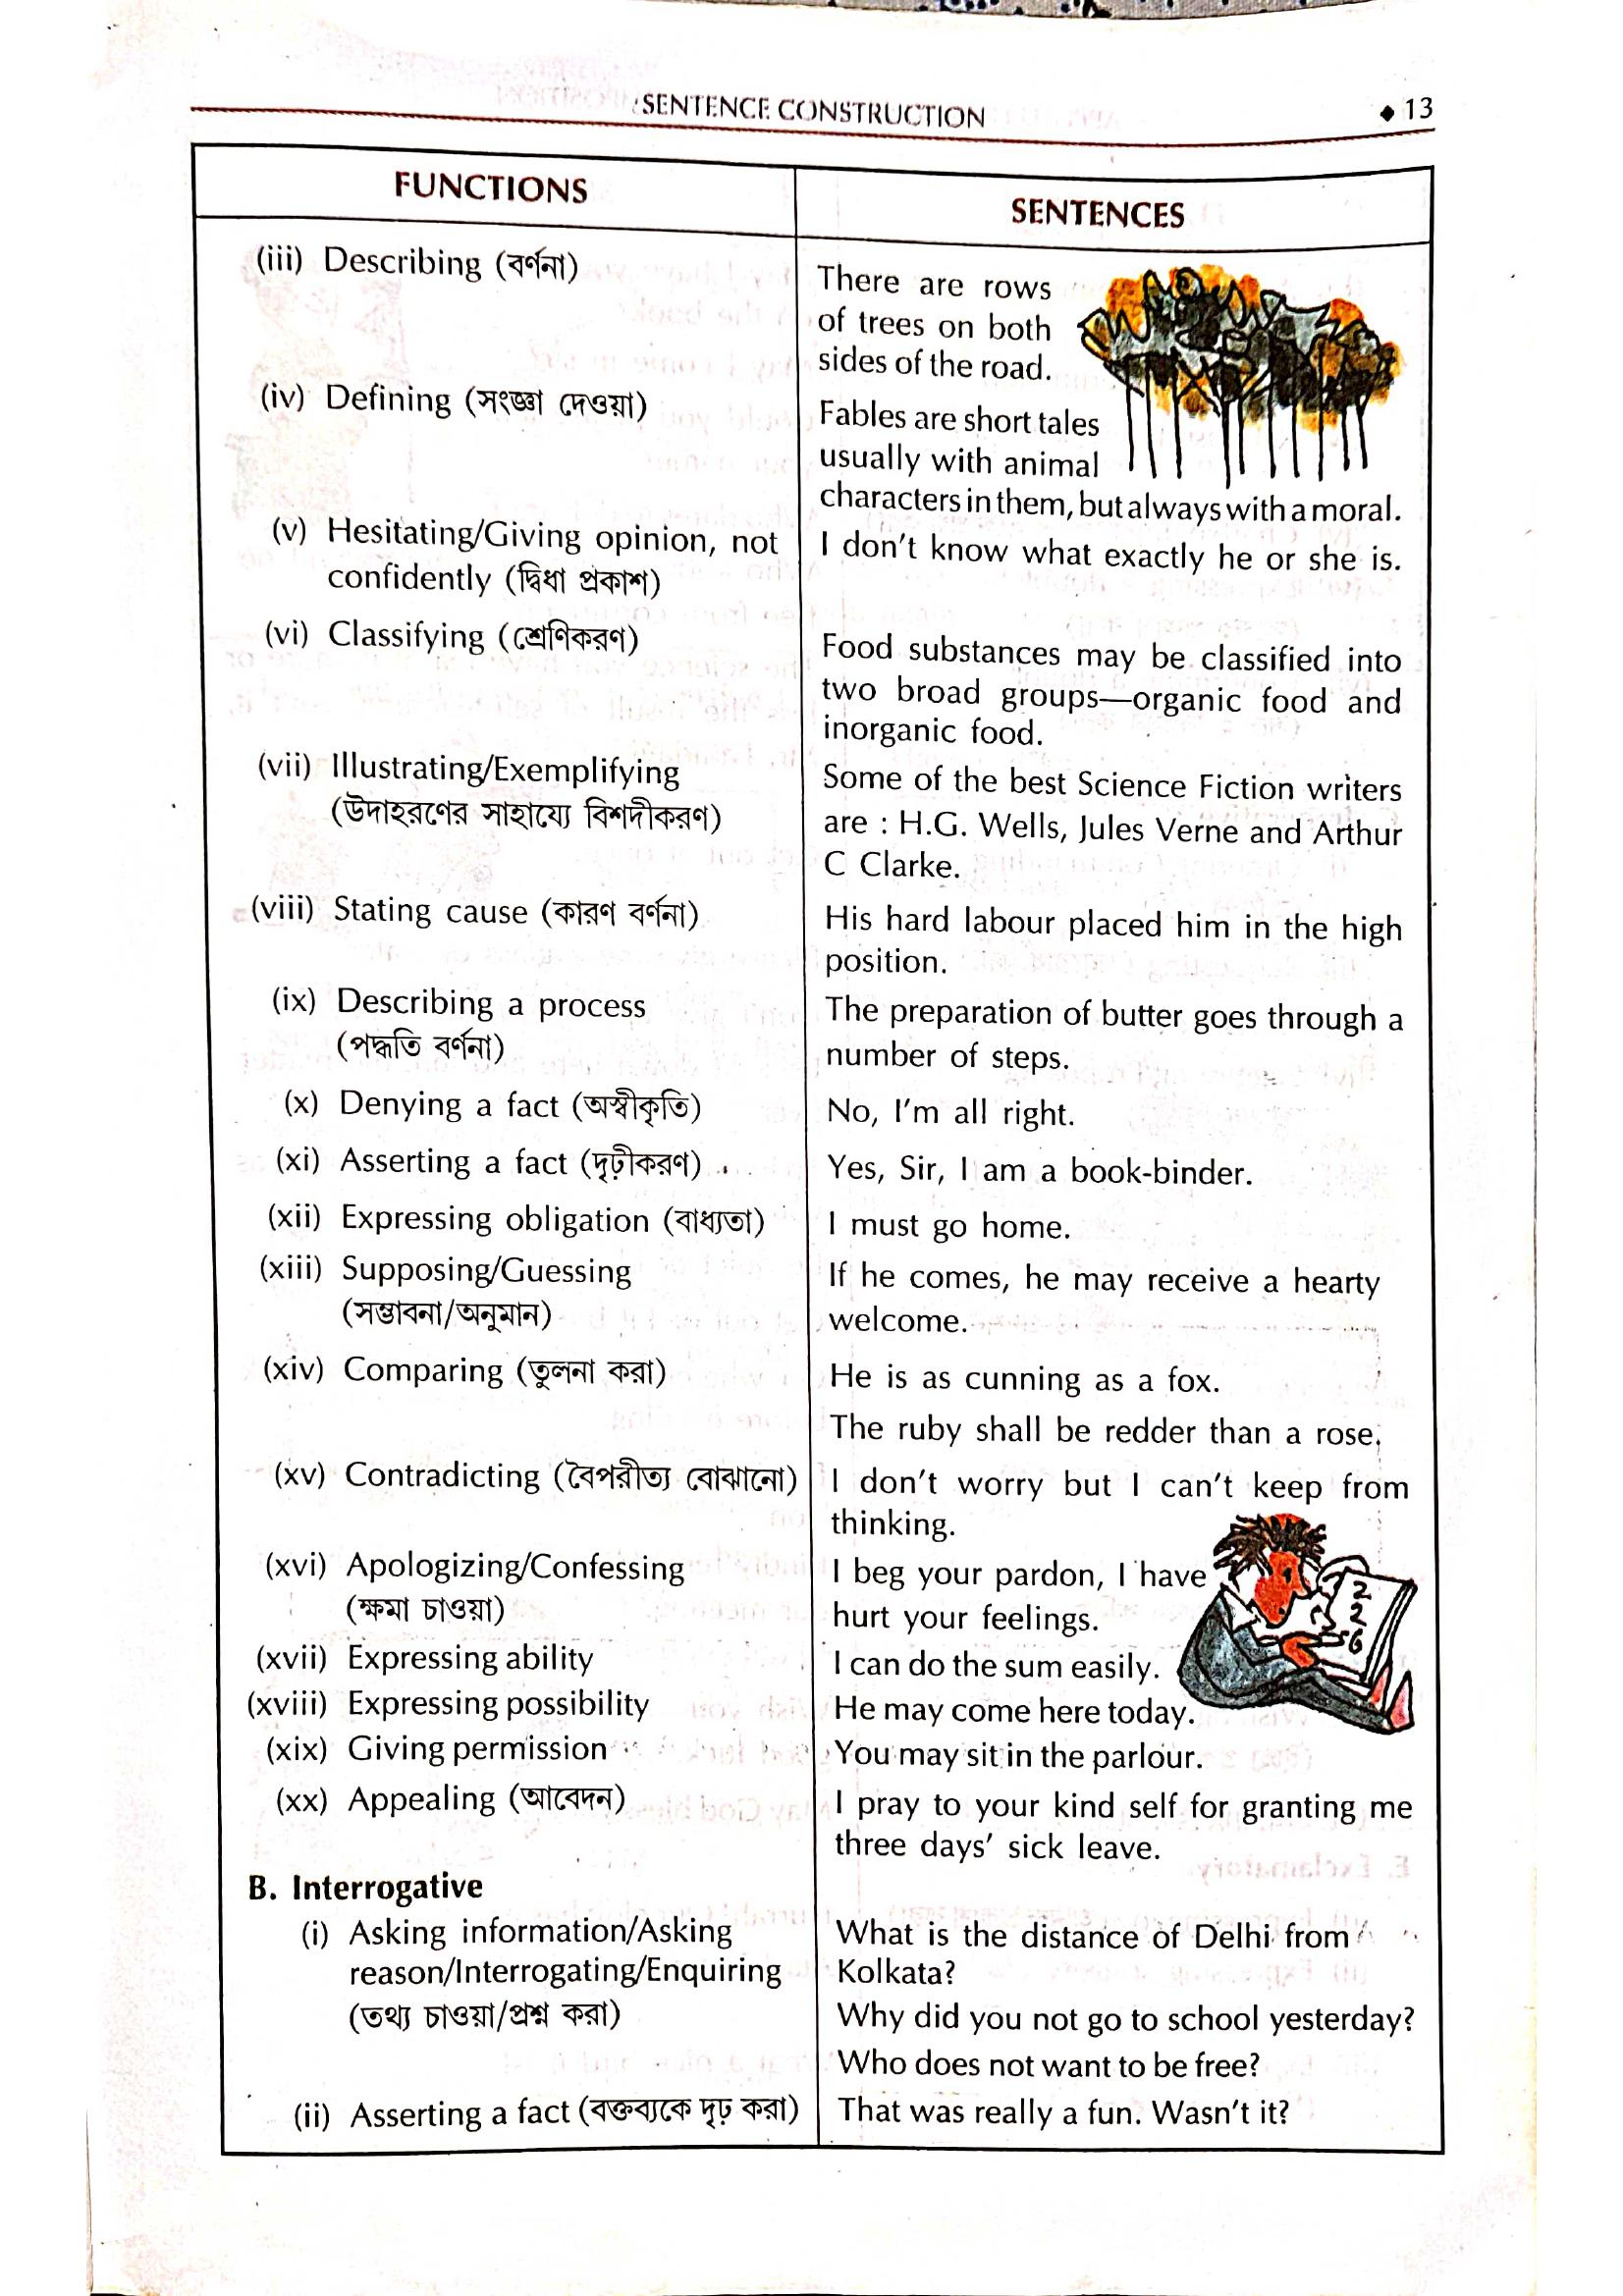 SENTENCE CONSTRUCTION
◆ 13
FUNCTIONS
SENTENCES
(iii) Describing (বর্ণনা)
There are rows
of trees on both
sides of the road.
(iv) Defining (সংজ্ঞা দেওয়া)
Fables are short tales
usually with animal
characters in them, but always with a moral.
(v) Hesitating/Giving opinion, not
confidently (দ্বিধা প্রকাশ)
I don't know what exactly he or she is.
(vi) Classifying (শ্রেণিকরণ)
Food substances may be classified into
two broad groups—organic food and
inorganic food.
(vii) Illustrating/Exemplifying
(উদাহরণের সাহায্যে বিশদীকরণ)
Some of the best Science Fiction writers
are : H.G. Wells, Jules Verne and Arthur
C Clarke.
(viii) Stating cause (কারণ বর্ণনা)
His hard labour placed him in the high
position.
(ix) Describing a process
(পদ্ধতি বর্ণনা)
The preparation of butter goes through a
number of steps.
(x) Denying a fact (অস্বীকৃতি)
No, I'm all right.
(xi) Asserting a fact (দৃঢ়ীকরণ)
Yes, Sir, I am a book-binder.
(xii) Expressing obligation (বাধ্যতা)
I must go home.
(xiii) Supposing/Guessing
(সম্ভাবনা/অনুমান)
If he comes, he may receive a hearty
welcome.
(xiv) Comparing (তুলনা করা)
He is as cunning as a fox.
The ruby shall be redder than a rose.
(xv) Contradicting (বৈপরীত্য বোঝানো)
I don't worry but I can't keep from
thinking.
(xvi) Apologizing/Confessing
(ক্ষমা চাওয়া)
I beg your pardon, I have
hurt your feelings.
2
2
6
(xvii) Expressing ability
I can do the sum easily.
(xviii) Expressing possibility
He may come here today.
(xix) Giving permission
You may sit in the parlour.
(xx) Appealing (আবেদন)
I pray to your kind self for granting me
three days' sick leave.
B. Interrogative
(i) Asking information/Asking
reason/Interrogating/Enquiring
(তথ্য চাওয়া/প্রশ্ন করা)
What is the distance of Delhi from
Kolkata?
Why did you not go to school yesterday?
Who does not want to be free?
(ii) Asserting a fact (বক্তব্যকে দৃঢ় করা)
That was really a fun. Wasn't it?